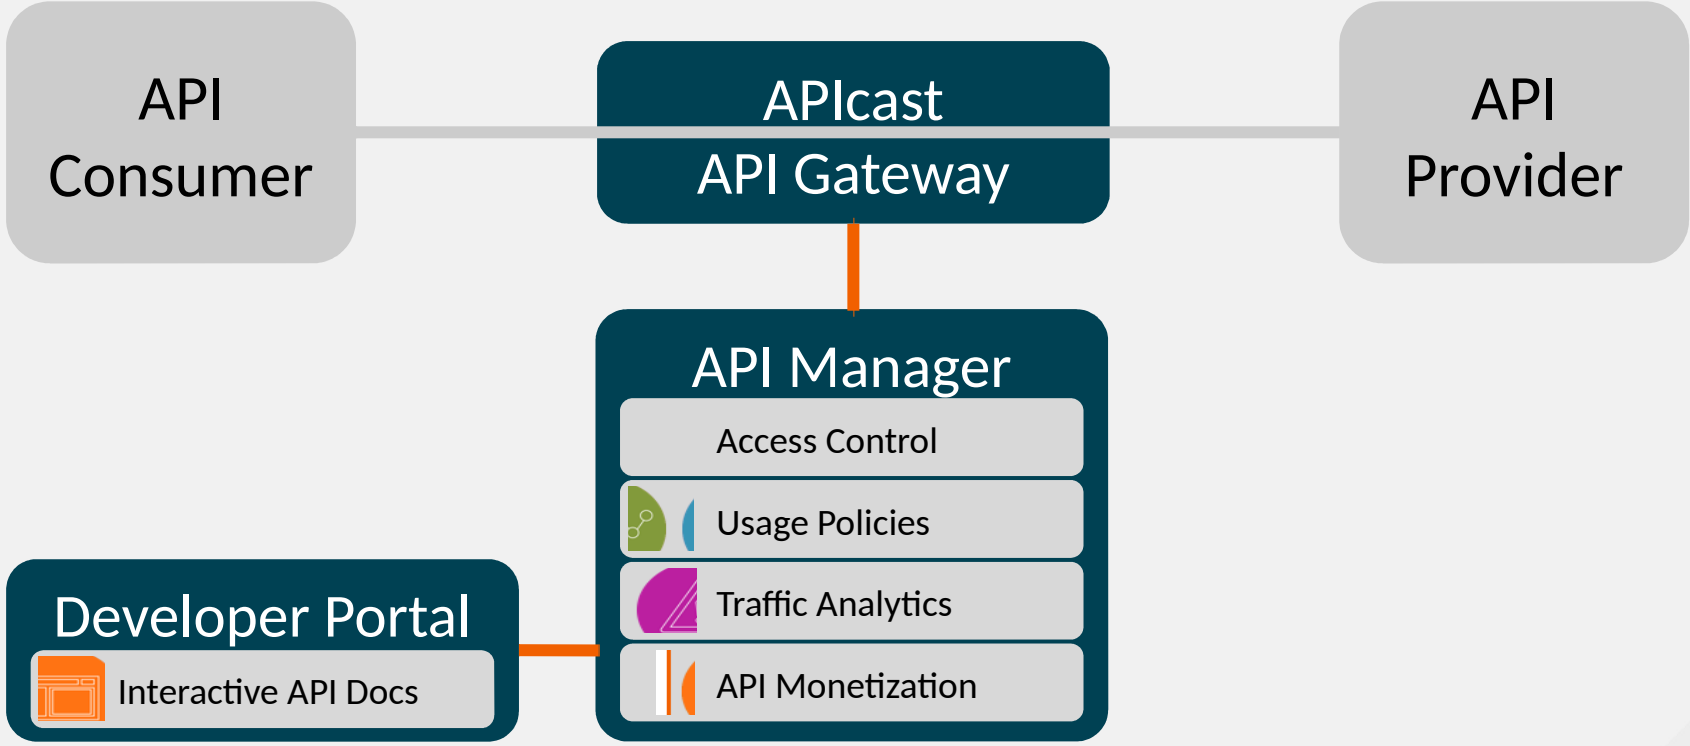 API
Consumer
APIcast
API Gateway
API
Provider
API Manager
Access Control
Usage Policies
Traffic Analytics
API Monetization
Developer Portal
Interactive API Docs